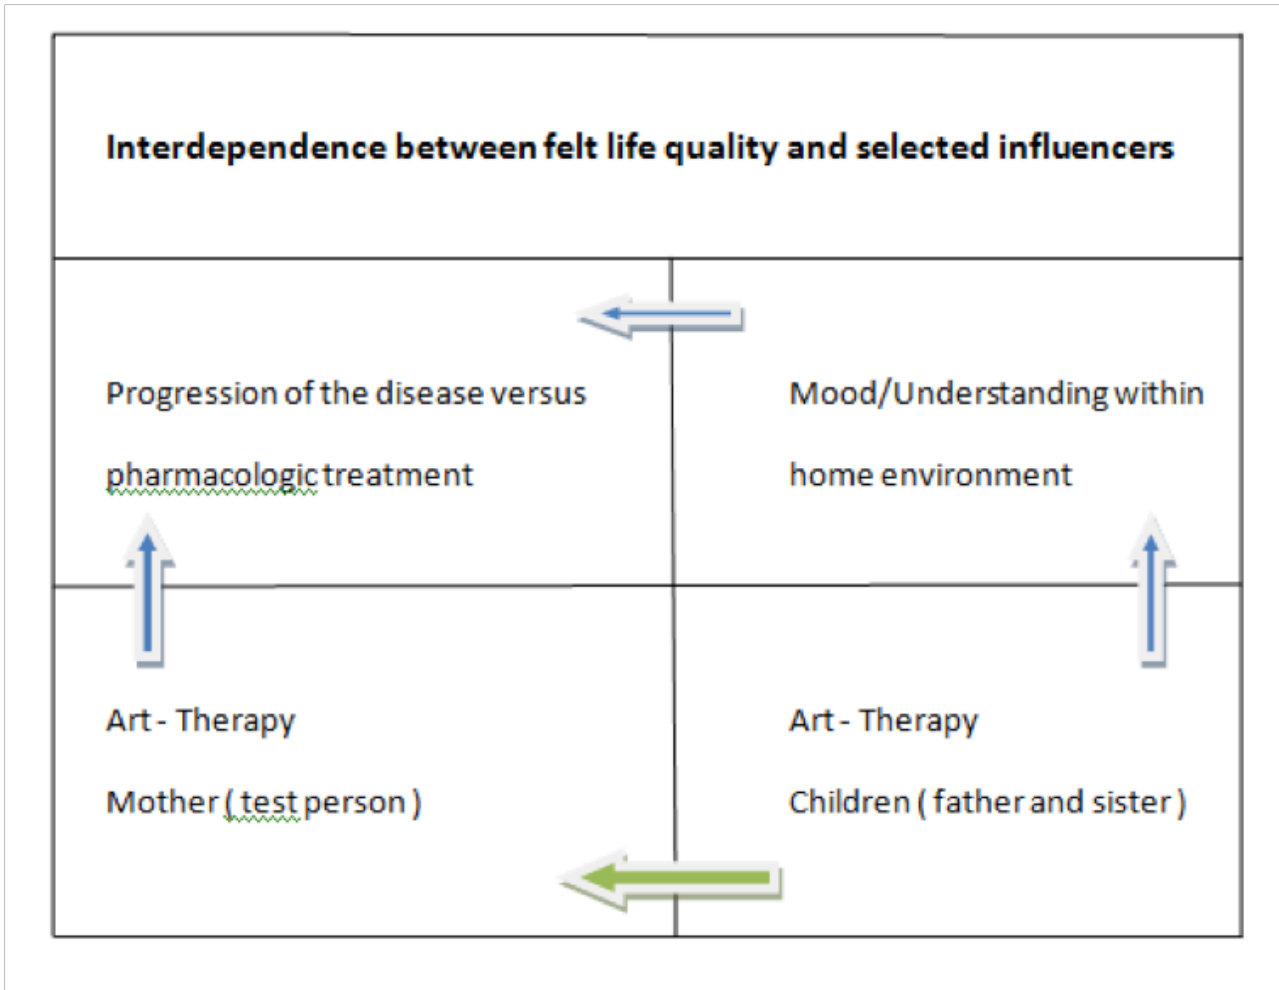 Interdependence between felt life quality and selected influencers
Progression of the disease versus
pharmacologic treatment
Mood/Understanding within
home environment
Art - Therapy
Mother ( test person )
Art - Therapy
Children ( father and sister )